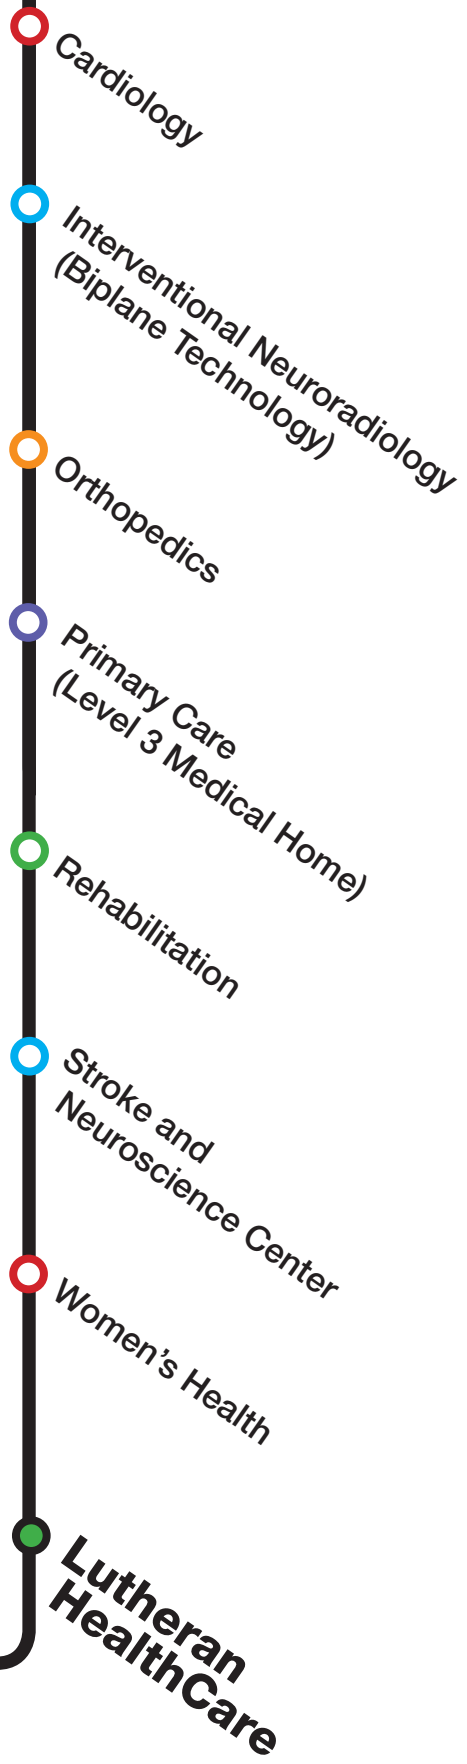 Cardiology
Interventional Neuroradiology
(Biplane Technology)
Orthopedics
Primary Care
(Level 3 Medical Home)
Rehabilitation
Stroke and
Neuroscience Center
Women’s Health
Lutheran
HealthCare